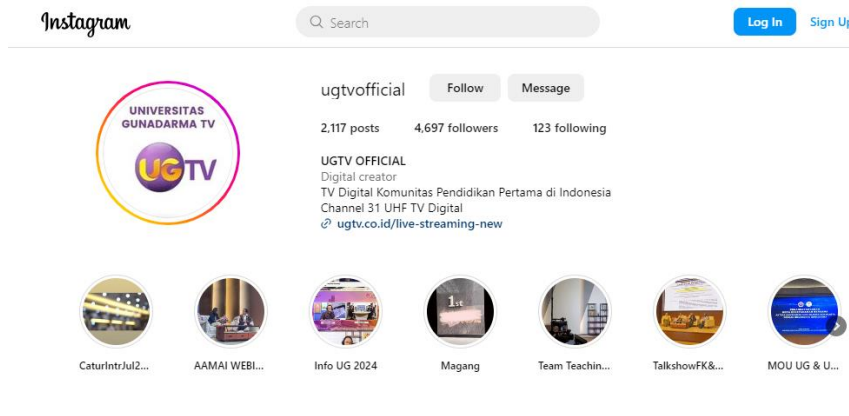 Instagram
Search
Log In
Sign Up
UNIVERSITAS
GUNADARMA TV
UGTV
ugtvofficial
Follow
Message
2,117 posts 4,697 followers 123 following
UGTV OFFICIAL
Digital creator
TV Digital Komunitas Pendidikan Pertama di Indonesia
Channel 31 UHF TV Digital
ugtv.co.id/live-streaming-new
1st
CaturIntrJul2...
AAMAI WEBI...
Info UG 2024
Magang
Team Teachin...
TalkshowFK&...
MOU UG & U...